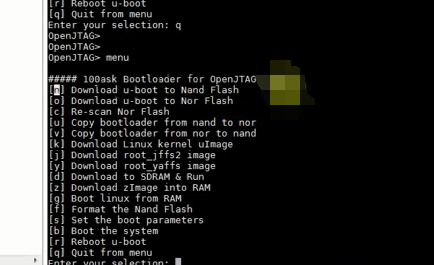 [r] Reboot u-boot
[q] Quit from menu
Enter your selection: q
OpenJTAG>
OpenJTAG>
OpenJTAG> menu
##### 100ask Bootloader for OpenJTAG
[n] Download u-boot to Nand Flash
[o] Download u-boot to Nor Flash
[c] Re-scan Nor Flash
[u] Copy bootloader from nand to nor
[v] Copy bootloader from nor to nand
[k] Download Linux kernel uImage
[j] Download root_jffs2 image
[y] Download root_yaffs image
[d] Download to SDRAM & Run
[z] Download zImage into RAM
[g] Boot linux from RAM
[f] Format the Nand Flash
[s] Set the boot parameters
[b] Boot the system
[r] Reboot u-boot
[q] Quit from menu
Enter your selection: